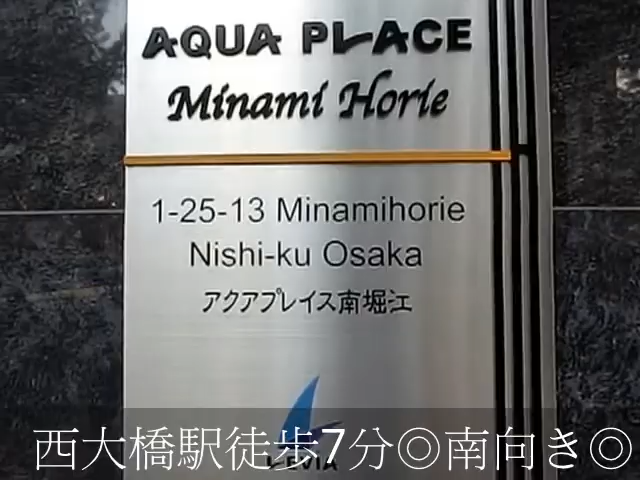 AQUA PLACE
Minami Horie
1-25-13 Minamihorie
Nishi-ku Osaka
アクアプレイス南堀江
LEVIA
西大橋駅徒歩7分◎南向き◎